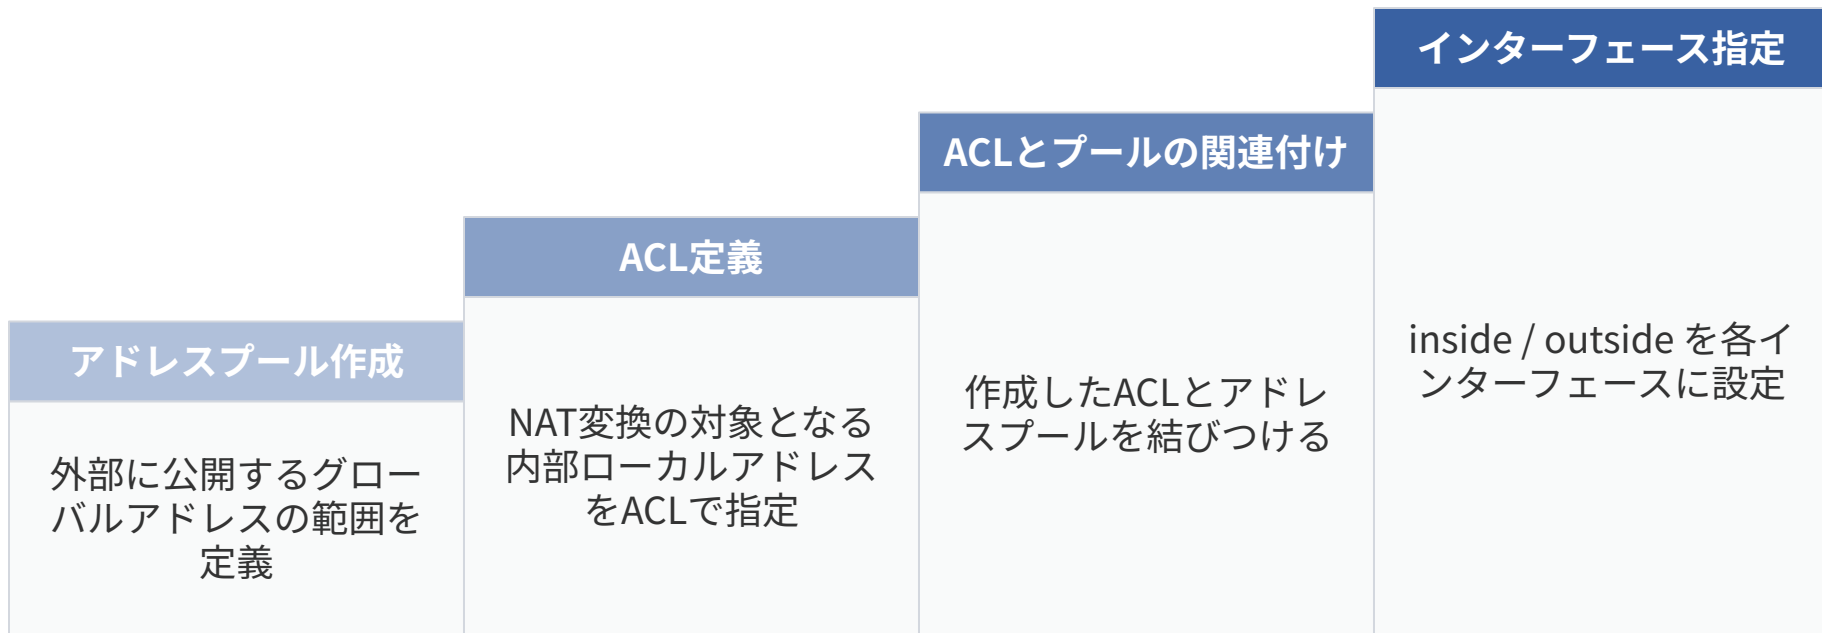 アドレスプール作成
外部に公開するグロー
バルアドレスの範囲を
定義
ACL定義
NAT変換の対象となる
内部ローカルアドレス
をACLで指定
ACLとプールの関連付け
作成したACLとアドレ
スプールを結びつける
インターフェース指定
inside / outside を各イ
ンターフェースに設定